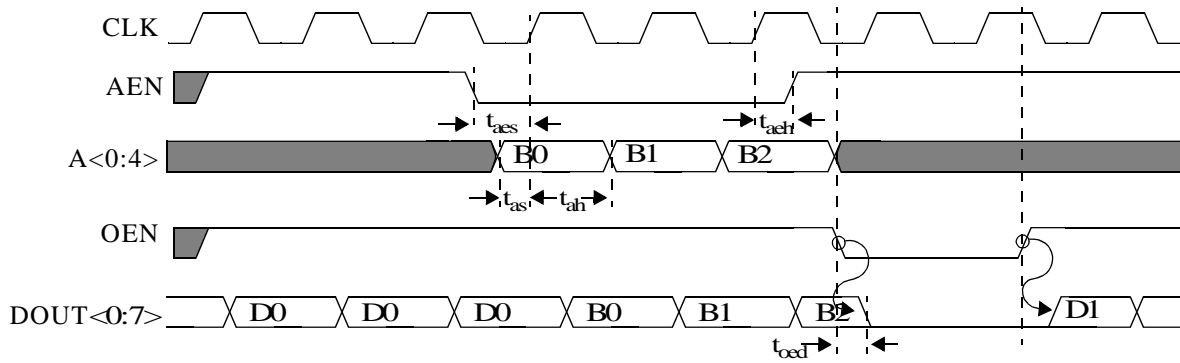 CLK
AEN
t_aes t_aeh
A<0:4> B0 B1 B2
t_as t_ah
OEN
DOUT<0:7> D0 D0 D0 B0 B1 B2 D1
t_oed